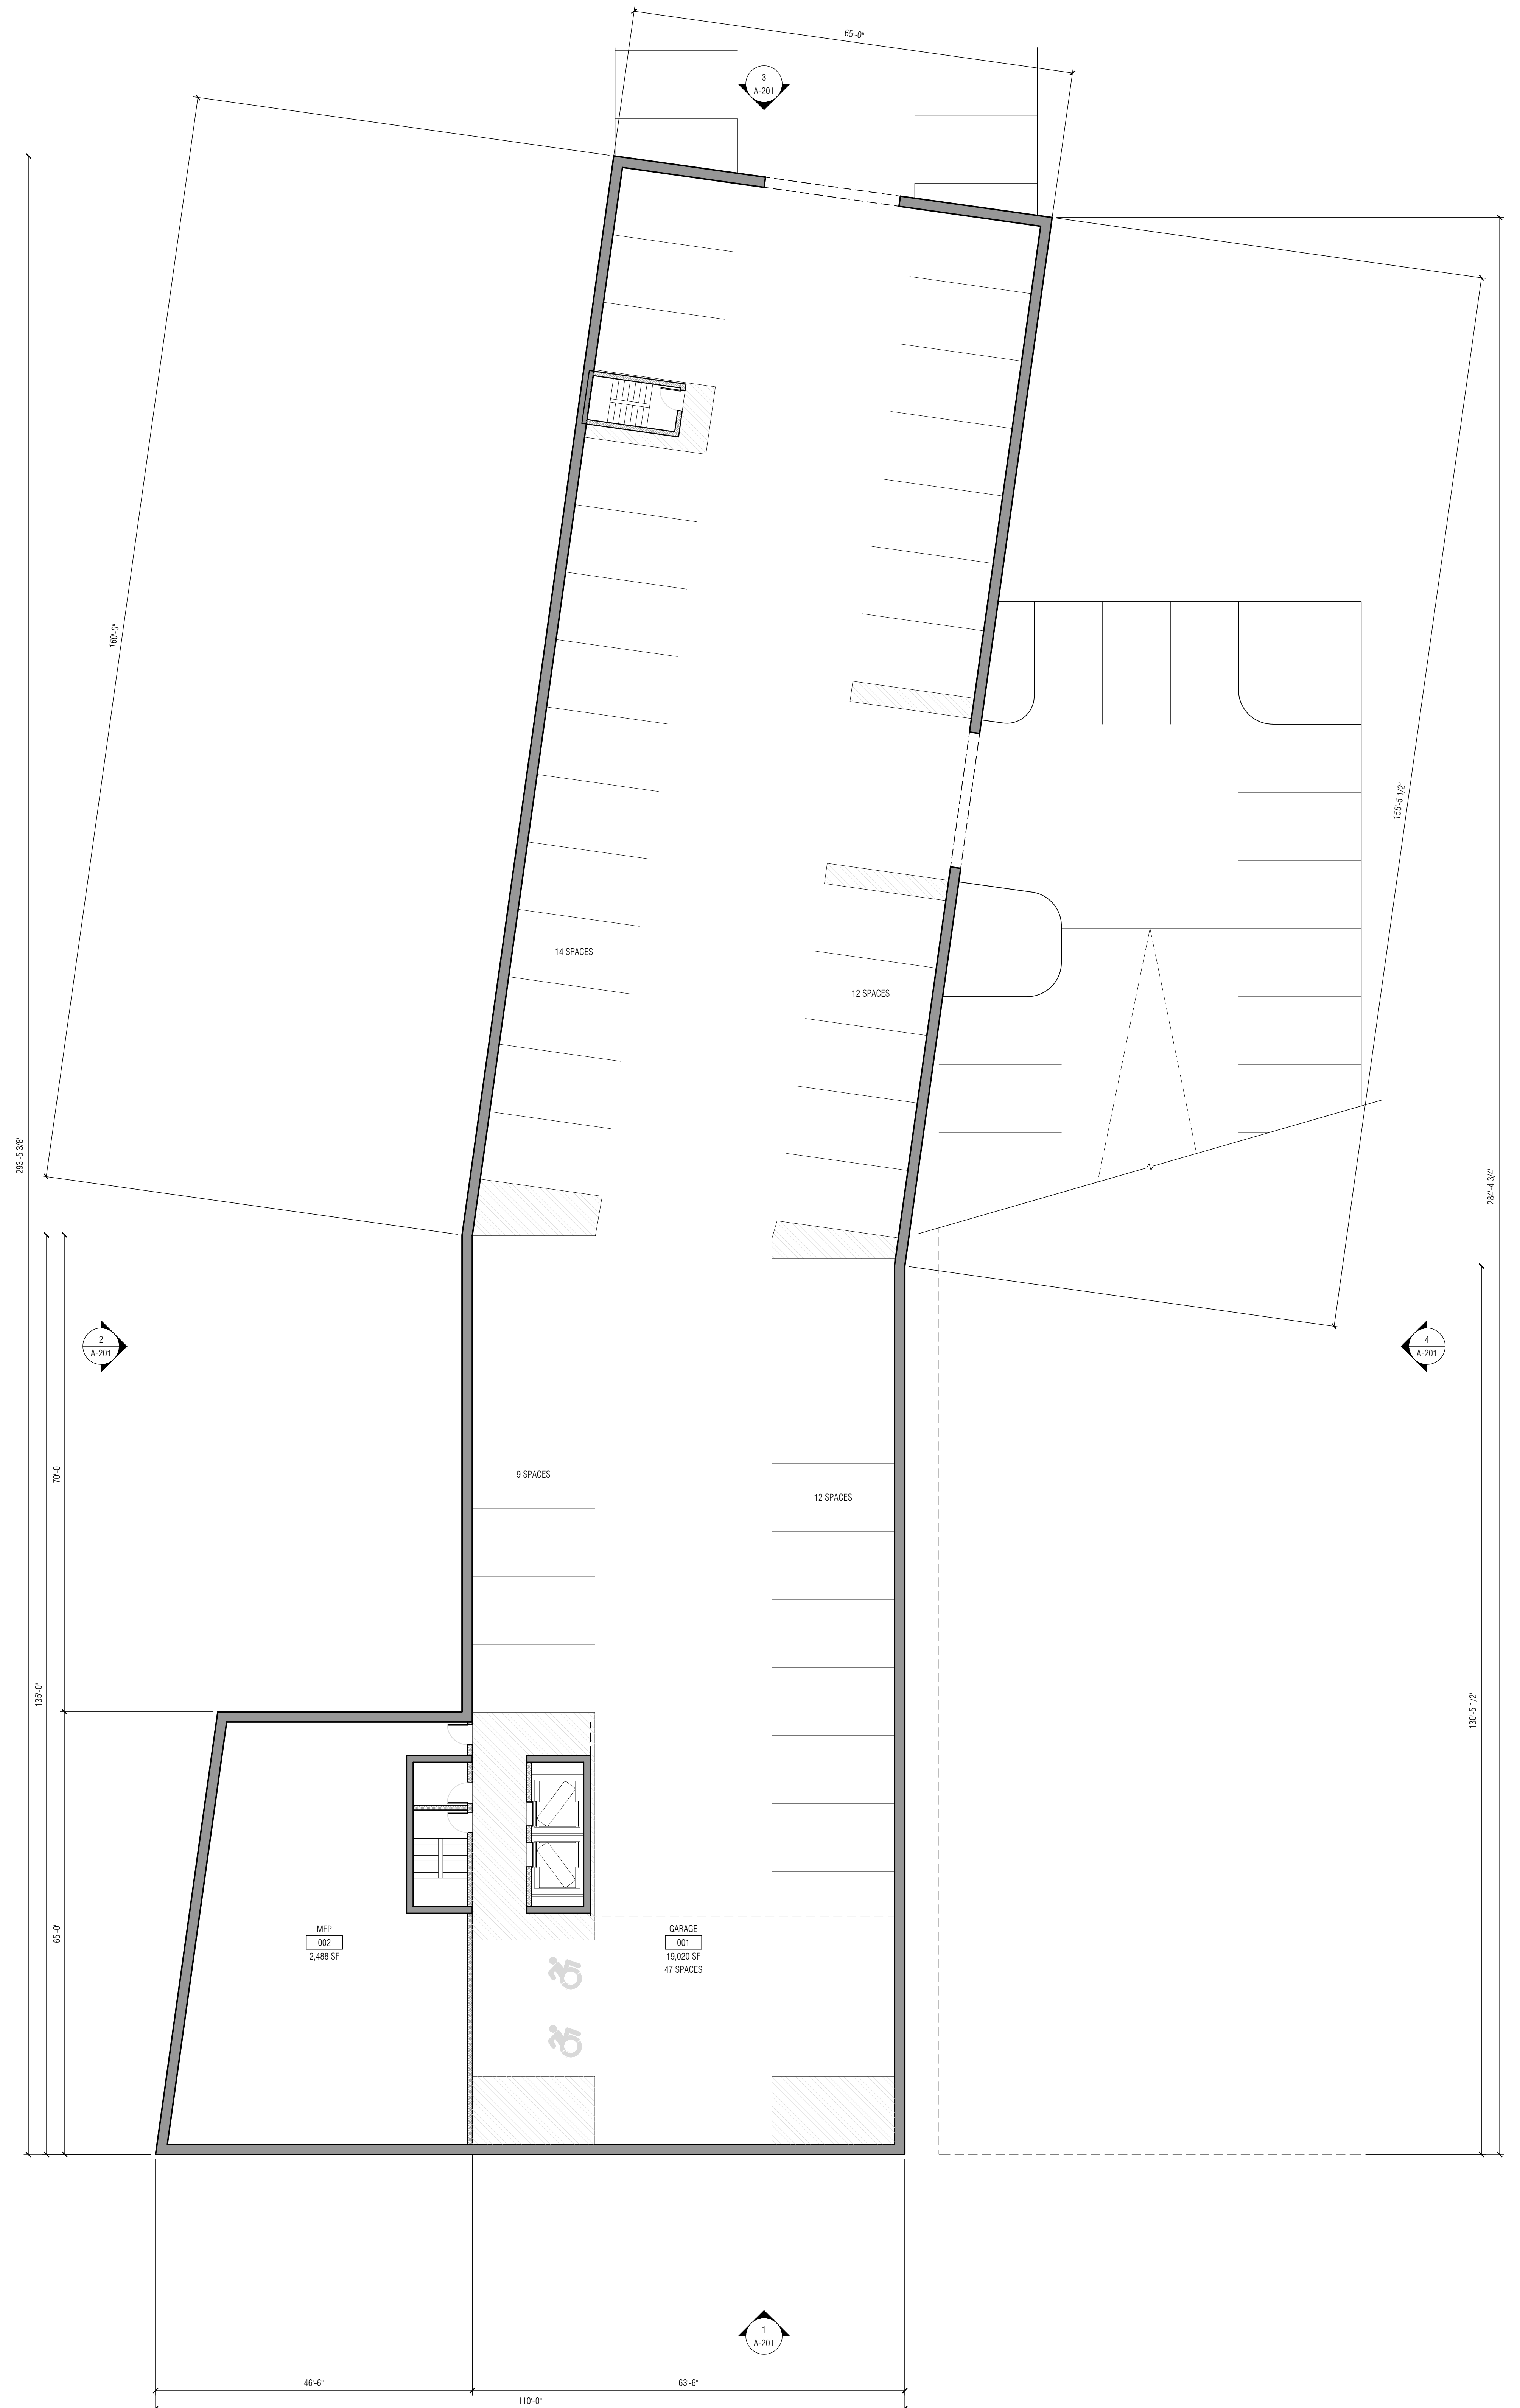 65'-0"
3
A-201
160'-0"
155'-5 1/2"
14 SPACES
12 SPACES
293'-5 3/8"
284'-4 3/4"
2
A-201
4
A-201
70'-0"
9 SPACES
12 SPACES
135'-0"
130'-5 1/2"
65'-0"
MEP
002
2,488 SF
GARAGE
001
19,020 SF
47 SPACES
1
A-201
46'-6"
63'-6"
110'-0"